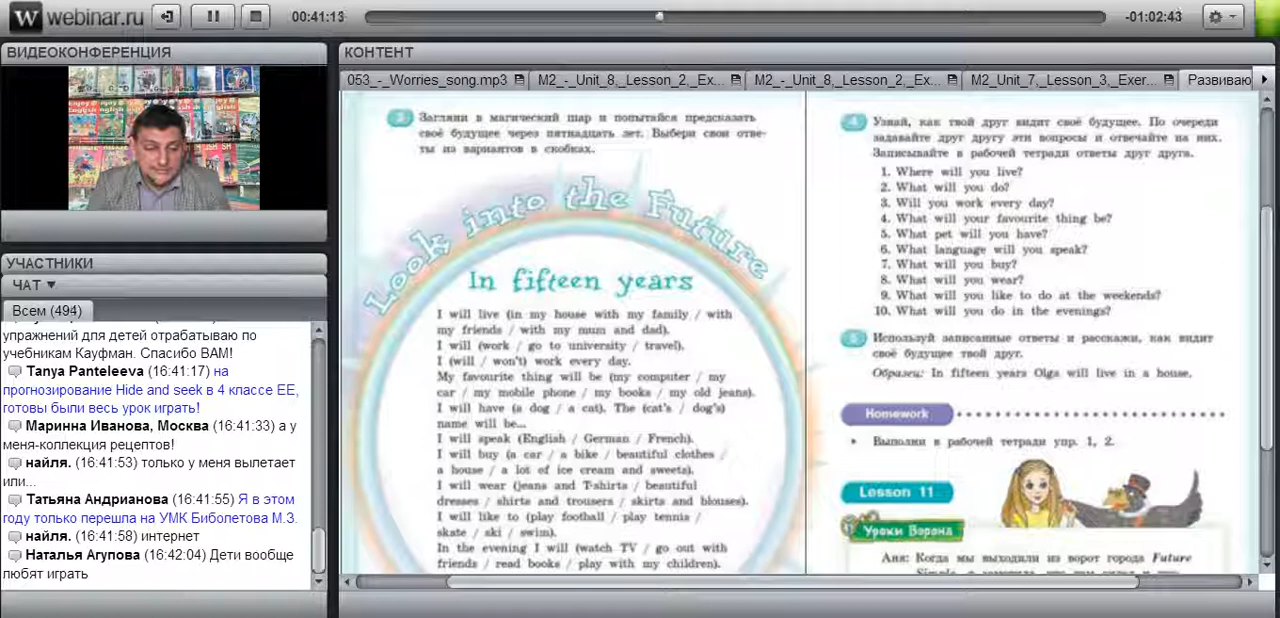 webinar.ru
00:41:13
-01:02:43
ВИДЕОКОНФЕРЕНЦИЯ
УЧАСТНИКИ
ЧАТ ▼
Всем (494)
упражнений для детей отрабатываю по
учебникам Кауфман. Спасибо ВАМ!
Tanya Panteleeva (16:41:17) на
прогнозирование Hide and seek в 4 классе ЕЕ,
готовы были весь урок играть!
Маринна Иванова, Москва (16:41:33) а у
меня-коллекция рецептов!
найля. (16:41:53) только у меня вылетает
или...
Татьяна Андрианова (16:41:55) Я в этом
году только перешла на УМК Биболетова М.З.
найля. (16:41:58) интернет
Наталья Агупова (16:42:04) Дети вообще
любят играть
КОНТЕНТ
053_-_Worries_song.mp3
M2_-_Unit_8,_Lesson_2,_Ex...
M2_-_Unit_8,_Lesson_2,_Ex...
M2_Unit_7,_Lesson_3,_Exer...
Развиваю
3 Загляни в магический шар и попытайся предсказать
своё будущее через пятнадцать лет. Выбери свои отве-
ты из вариантов в скобках.
Look into the Future
In fifteen years
I will live (in my house with my family / with
my friends / with my mum and dad).
I will (work / go to university / travel).
I (will / won't) work every day.
My favourite thing will be (my computer / my
car / my mobile phone / my books / my old jeans).
I will have (a dog / a cat). The (cat's / dog's)
name will be...
I will speak (English / German / French).
I will buy (a car / a bike / beautiful clothes /
a house / a lot of ice cream and sweets).
I will wear (jeans and T-shirts / beautiful
dresses / shirts and trousers / skirts and blouses).
I will like to (play football / play tennis /
skate / ski / swim).
In the evening I will (watch TV / go out with
friends / read books / play with my children).
4 Узнай, как твой друг видит своё будущее. По очереди
задавайте друг другу эти вопросы и отвечайте на них.
Записывайте в рабочей тетради ответы друг друга.
1. Where will you live?
2. What will you do?
3. Will you work every day?
4. What will your favourite thing be?
5. What pet will you have?
6. What language will you speak?
7. What will you buy?
8. What will you wear?
9. What will you like to do at the weekends?
10. What will you do in the evenings?
5 Используй записанные ответы и расскажи, как видит
своё будущее твой друг.
Образец: In fifteen years Olga will live in a house.
Homework
Выполни в рабочей тетради упр. 1, 2.
Lesson 11
Уроки Ворона
Аня: Когда мы выходили из ворот города Future